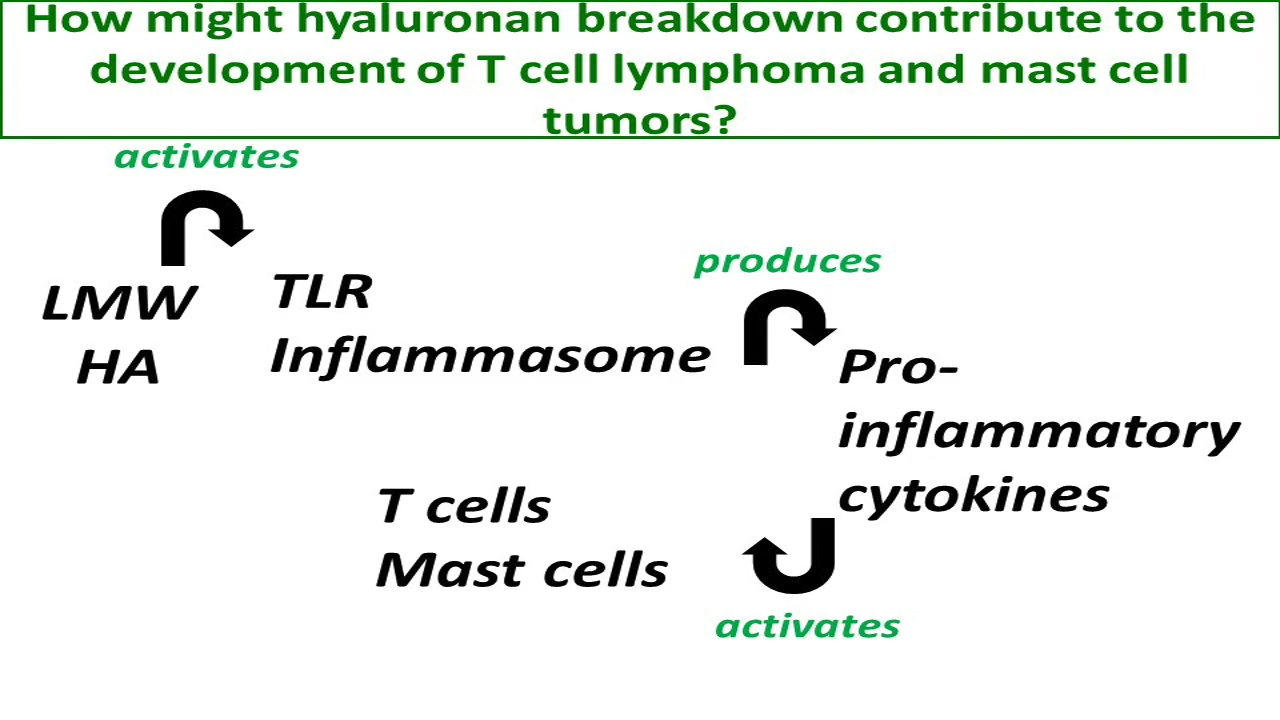 How might hyaluronan breakdown contribute to the
development of T cell lymphoma and mast cell
tumors?
activates
LMW
HA
TLR
Inflammasome
produces
Pro-
inflammatory
cytokines
T cells
Mast cells
activates